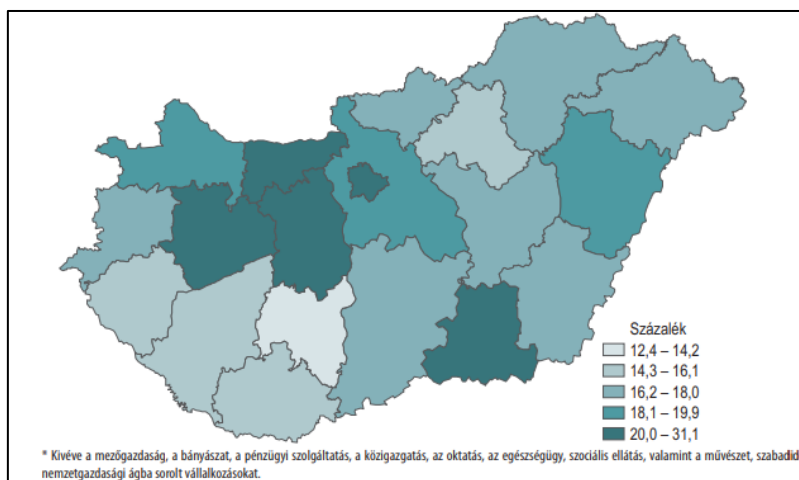 Százalék
12,4 – 14,2
14,3 – 16,1
16,2 – 18,0
18,1 – 19,9
20,0 – 31,1
* Kivéve a mezőgazdaság, a bányászat, a pénzügyi szolgáltatás, a közigazgatás, az oktatás, az egészségügy, szociális ellátás, valamint a művészet, szabadid
nemzetgazdasági ágba sorolt vállalkozásokat.